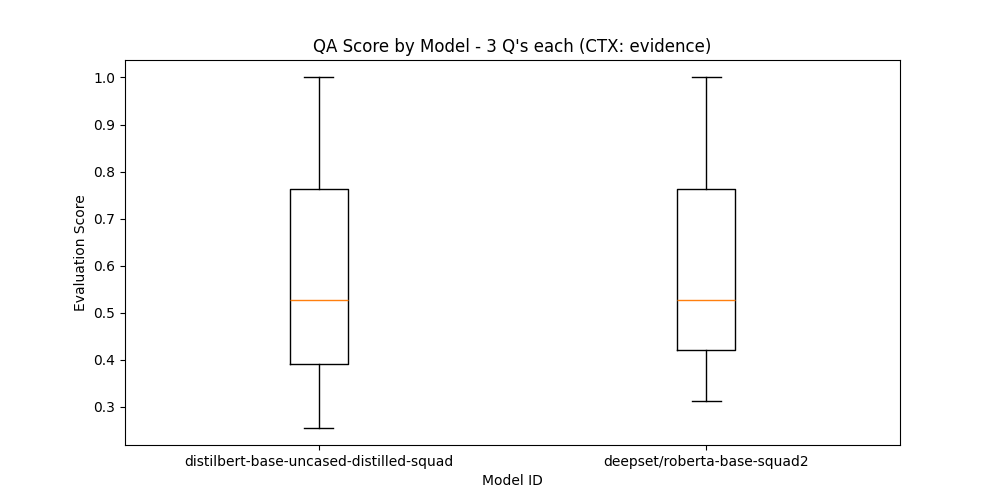 QA Score by Model - 3 Q's each (CTX: evidence)
1.0
0.9
0.8
0.7
0.6
0.5
0.4
0.3
Evaluation Score
distilbert-base-uncased-distilled-squad
deepset/roberta-base-squad2
Model ID